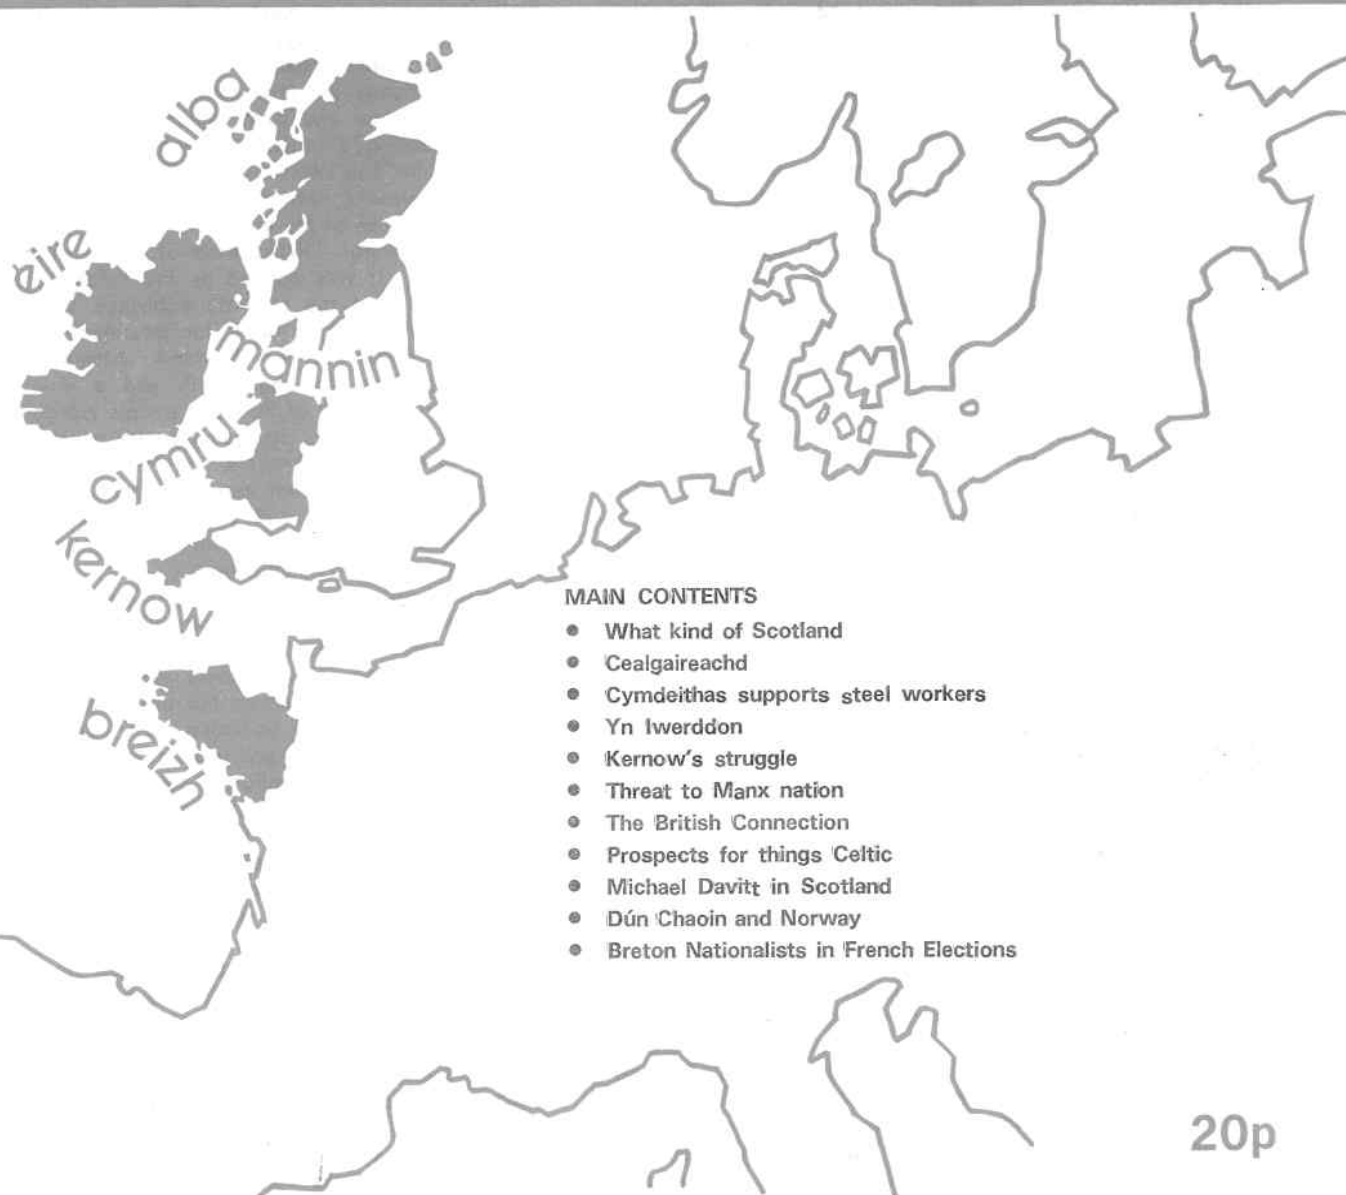 alba
éire
mannin
cymru
kernow
breizh
MAIN CONTENTS
• What kind of Scotland
• Cealgaireachd
• Cymdeithas supports steel workers
• Yn Iwerddon
• Kernow's struggle
• Threat to Manx nation
• The British Connection
• Prospects for things Celtic
• Michael Davitt in Scotland
• Dún Chaoin and Norway
• Breton Nationalists in French Elections
20p